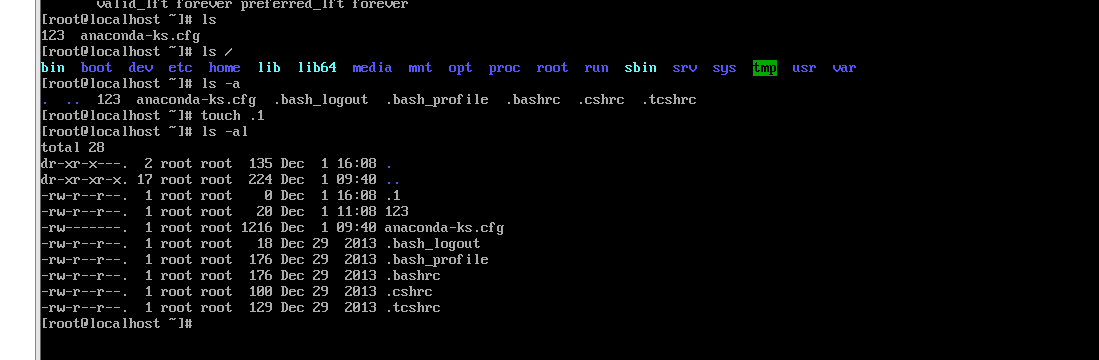 valid_lft forever preferred_lft forever
[root@localhost ~]# ls
123  anaconda-ks.cfg
[root@localhost ~]# ls /
bin  boot  dev  etc  home  lib  lib64  media  mnt  opt  proc  root  run  sbin  srv  sys  tmp  usr  var
[root@localhost ~]# ls -a
.  ..  123  anaconda-ks.cfg  .bash_logout  .bash_profile  .bashrc  .cshrc  .tcshrc
[root@localhost ~]# touch .1
[root@localhost ~]# ls -al
total 28
dr-xr-x---.  2 root root  135 Dec  1 16:08 .
dr-xr-xr-x. 17 root root  224 Dec  1 09:40 ..
-rw-r--r--.  1 root root    0 Dec  1 16:08 .1
-rw-r--r--.  1 root root   20 Dec  1 11:08 123
-rw-------.  1 root root 1216 Dec  1 09:40 anaconda-ks.cfg
-rw-r--r--.  1 root root   18 Dec 29  2013 .bash_logout
-rw-r--r--.  1 root root  176 Dec 29  2013 .bash_profile
-rw-r--r--.  1 root root  176 Dec 29  2013 .bashrc
-rw-r--r--.  1 root root  100 Dec 29  2013 .cshrc
-rw-r--r--.  1 root root  129 Dec 29  2013 .tcshrc
[root@localhost ~]#